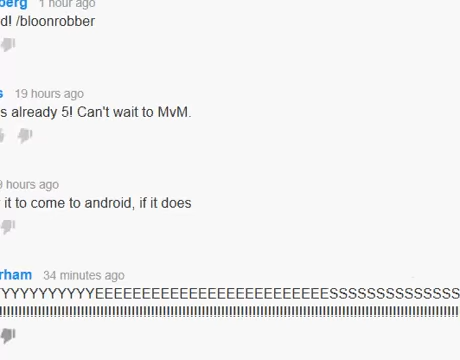 berg 1 hour ago
d! /bloonrobber
s 19 hours ago
s already 5! Can't wait to MvM.
9 hours ago
it to come to android, if it does
rham 34 minutes ago
YYYYYYYYYYEEEEEEEEEEEEEEEEEEEEEEEEESSSSSSSSSSSSSS
!!!!!!!!!!!!!!!!!!!!!!!!!!!!!!!!!!!!!!!!!!!!!!!!!!!!!!!!!!!!!!!!!!!!!!!!!!!!!!!!!!!!!!!!!!!!!!!!!!!!